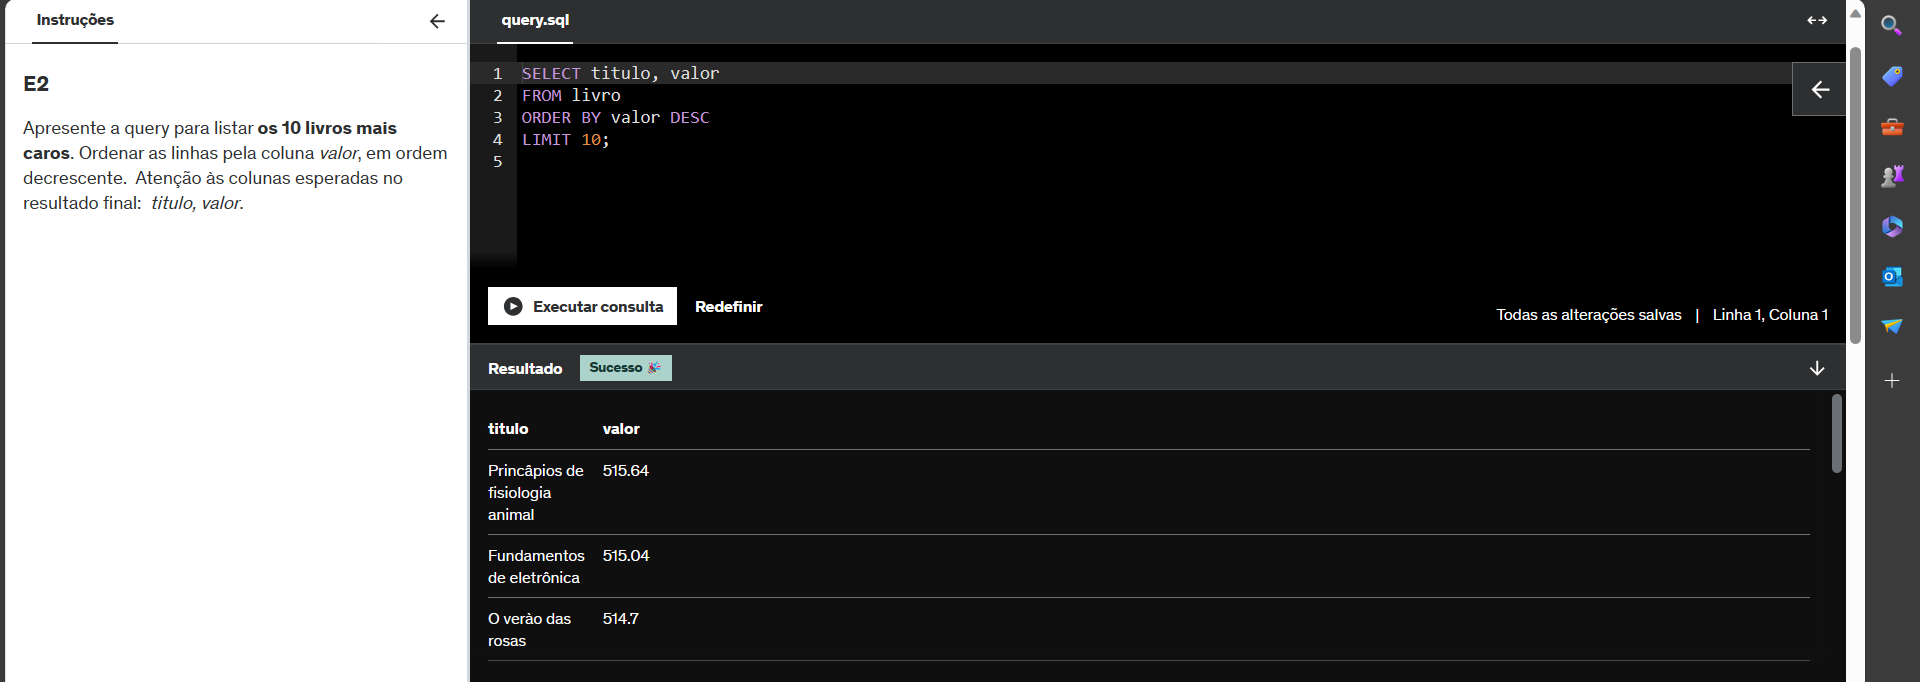 Instruções
E2
Apresente a query para listar os 10 livros mais
caros. Ordenar as linhas pela coluna valor, em ordem
decrescente.  Atenção às colunas esperadas no
resultado final:  titulo, valor.
query.sql
1 SELECT titulo, valor
2 FROM livro
3 ORDER BY valor DESC
4 LIMIT 10;
5
Executar consulta
Redefinir
Todas as alterações salvas | Linha 1, Coluna 1
Resultado
Sucesso 🎉
titulo valor
Princâpios de 515.64
fisiologia
animal
Fundamentos 515.04
de eletrônica
O verào das 514.7
rosas